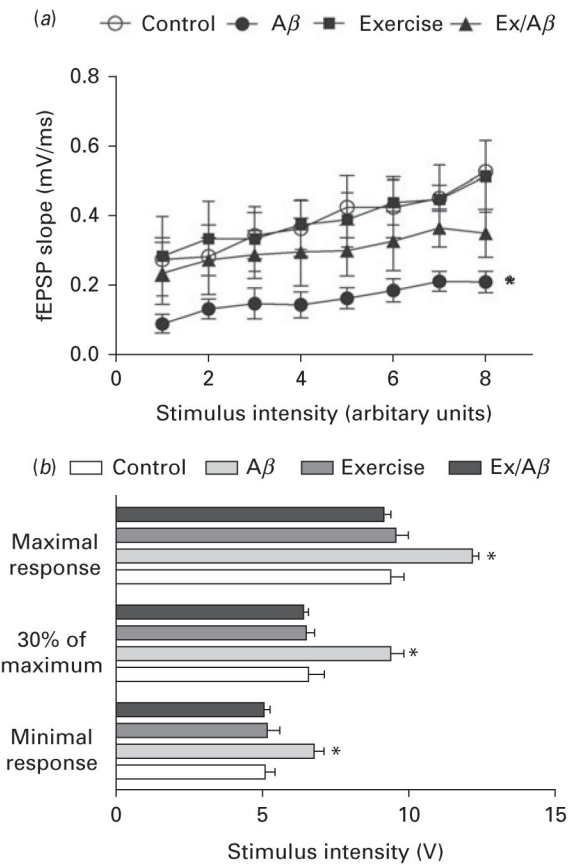 (a) Control Aβ Exercise Ex/Aβ
fEPSP slope (mV/ms)
0.8
0.6
0.4
0.2
0.0
*
0 2 4 6 8
Stimulus intensity (arbitary units)
(b) Control Aβ Exercise Ex/Aβ
Maximal
response
*
30% of
maximum
*
Minimal
response
*
0 5 10 15
Stimulus intensity (V)